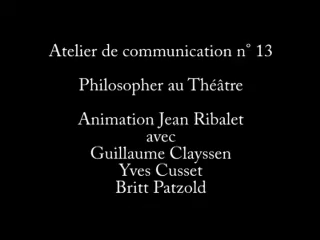 Atelier de communication n° 13
Philosopher au Théâtre
Animation Jean Ribalet
avec
Guillaume Clayssen
Yves Cusset
Britt Patzold